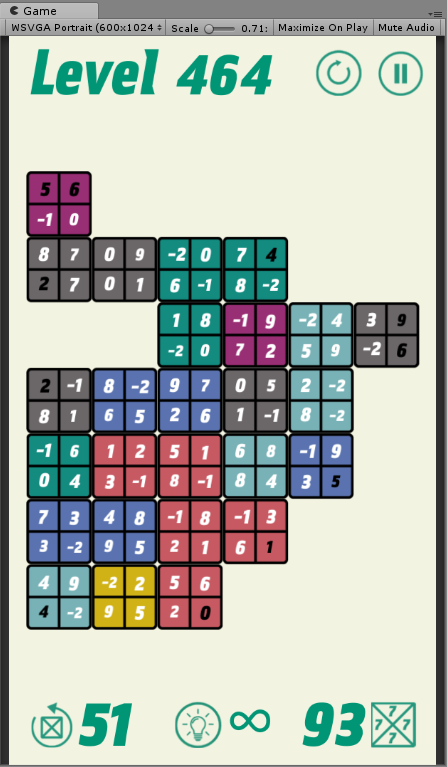 Game
WSVGA Portrait (600x1024 Scale 0.71: Maximize On Play Mute Audio
Level 464
5 6
-1 0
8 7 0 9 -2 0 7 4
2 7 0 1 6 -1 8 -2
1 8 -1 9 -2 4 3 9
-2 0 7 2 5 9 -2 6
2 -1 8 -2 9 7 0 5 2 -2
8 1 6 5 2 6 1 -1 8 -2
-1 6 1 2 5 1 6 8 -1 9
0 4 3 -1 8 -1 8 4 3 5
7 3 4 8 -1 8 -1 3
3 -2 9 5 2 1 6 1
4 9 -2 2 5 6
4 -2 9 5 2 0
51 ∞ 93 7 7 7 7